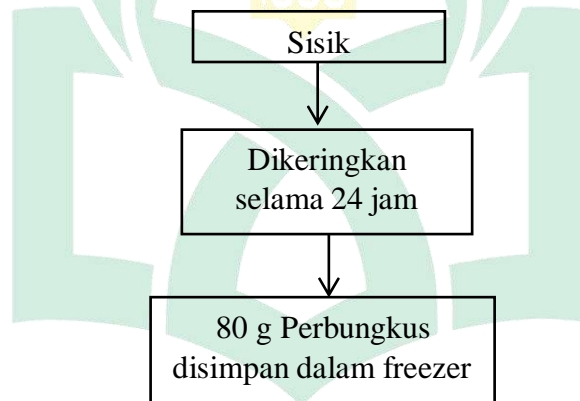 Sisik
Dikeringkan
selama 24 jam
80 g Perbungkus
disimpan dalam freezer